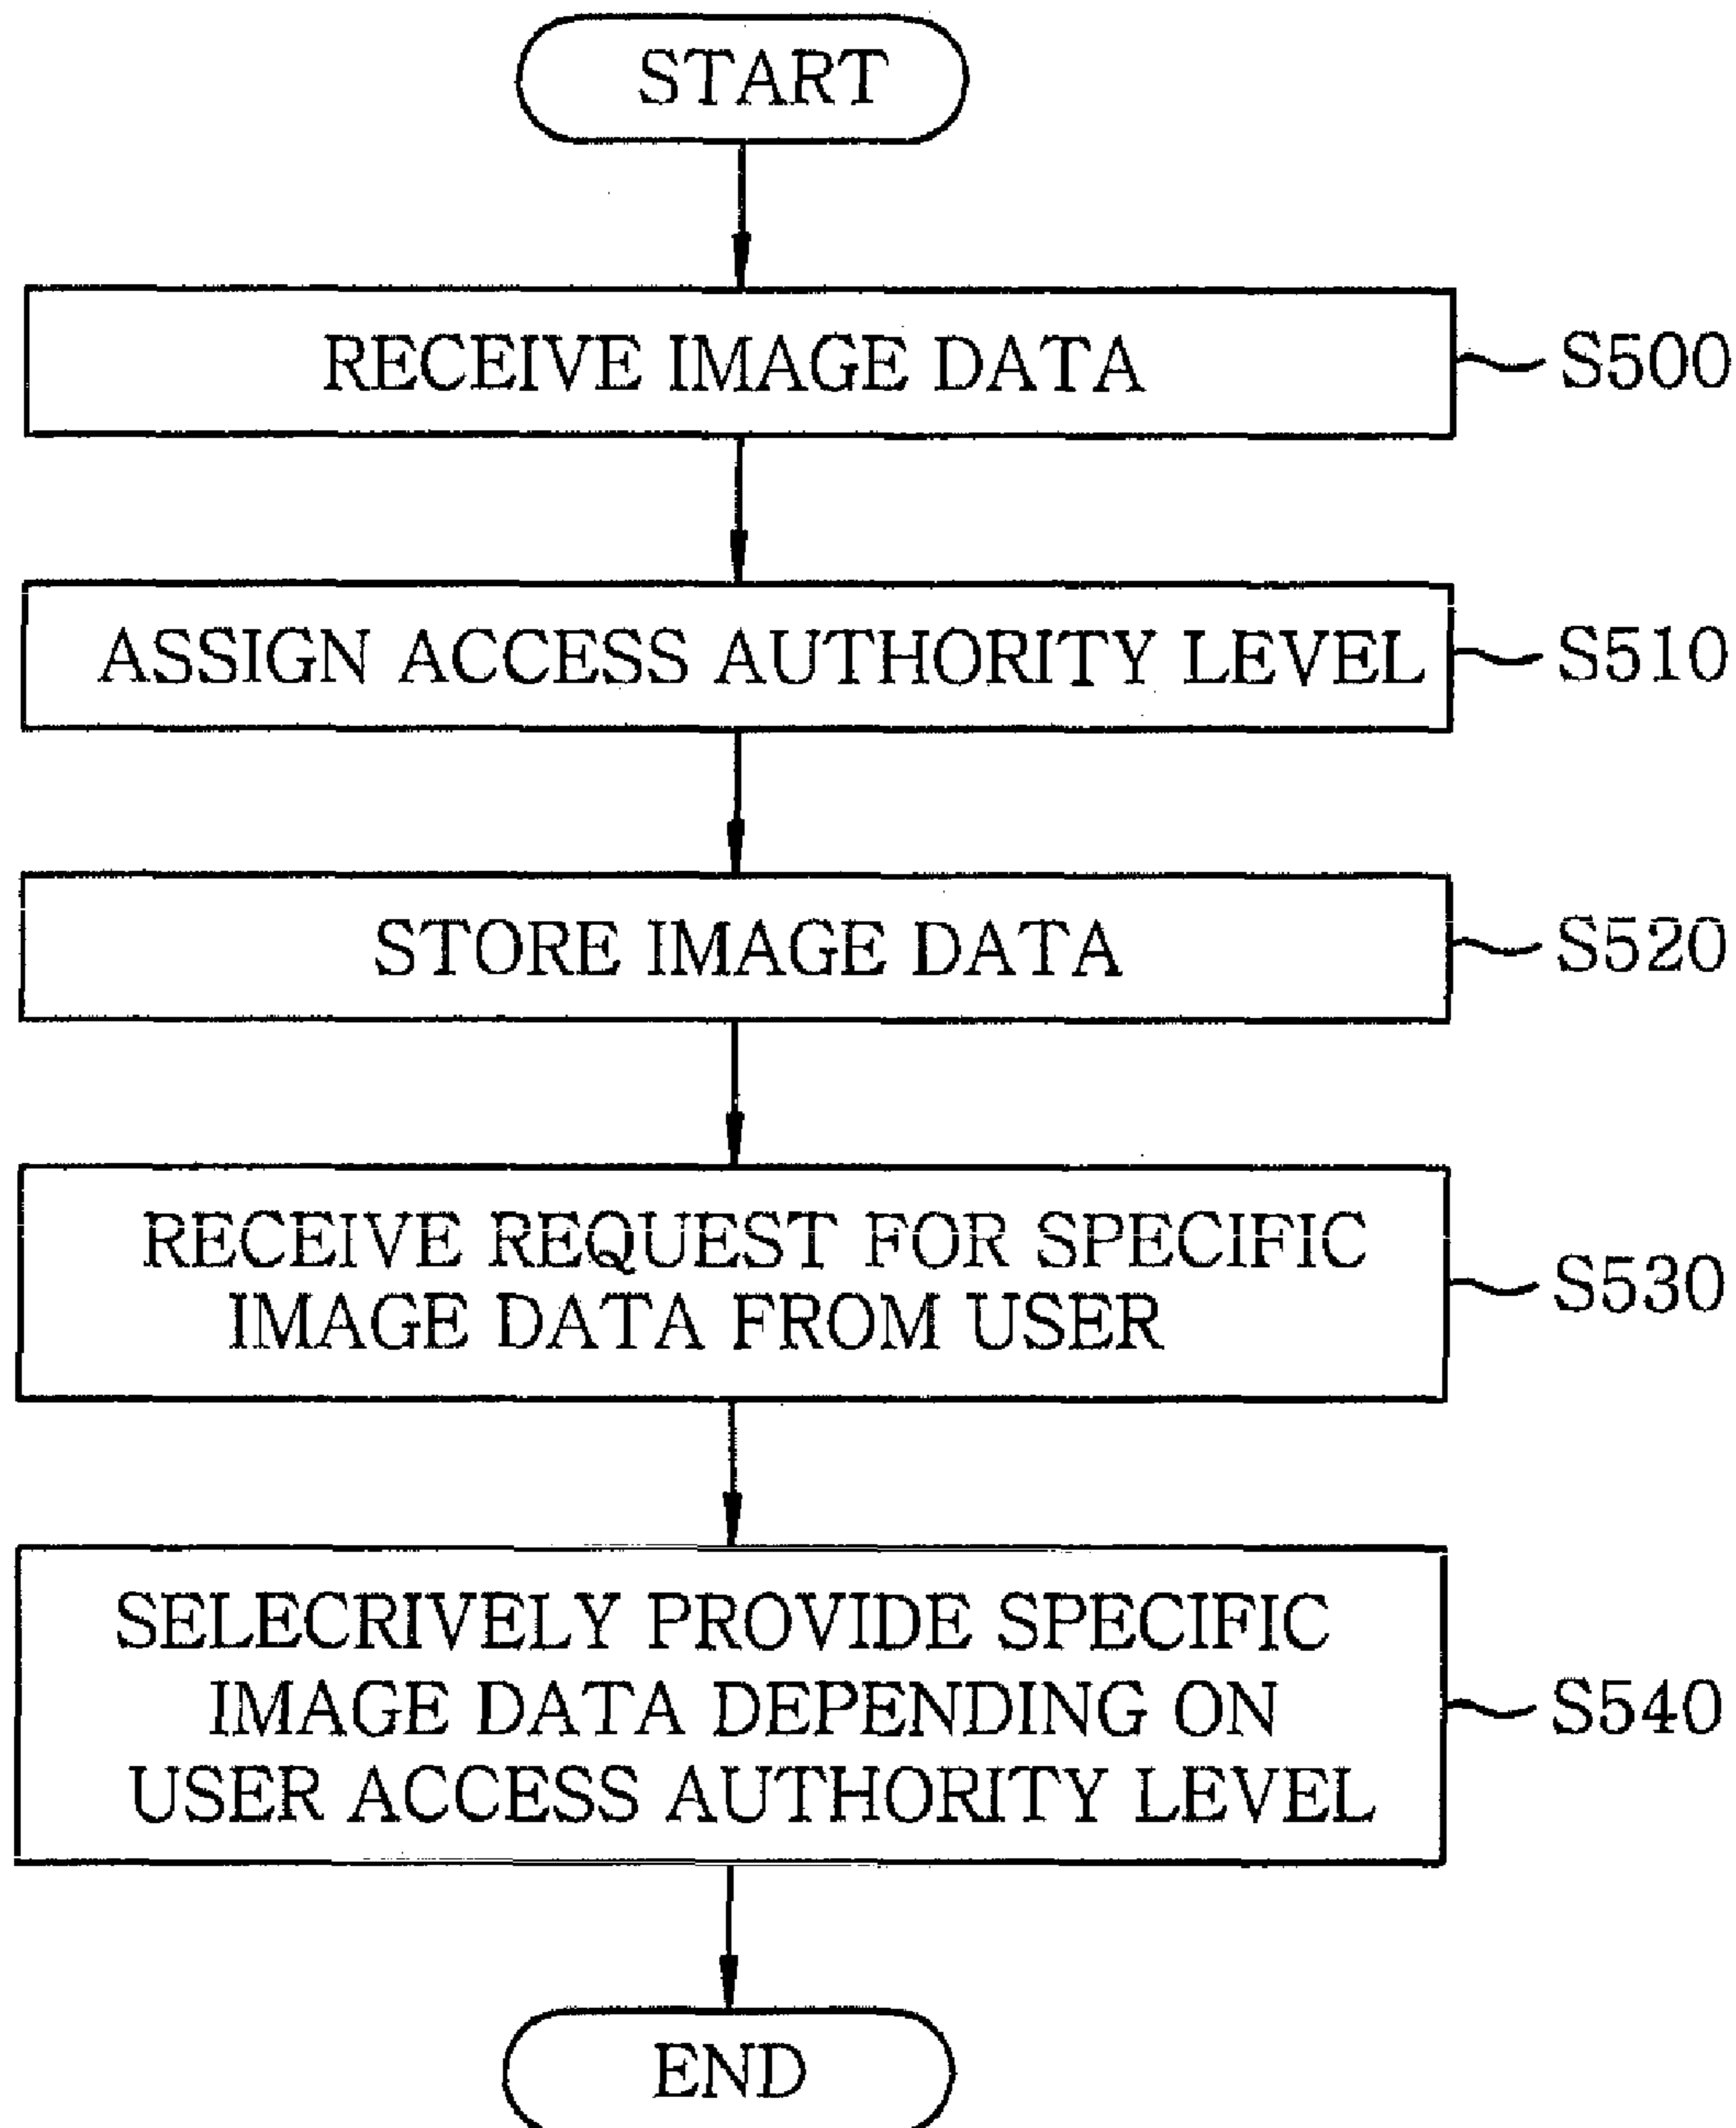 START
RECEIVE IMAGE DATA
S500
ASSIGN ACCESS AUTHORITY LEVEL
S510
STORE IMAGE DATA
S520
RECEIVE REQUEST FOR SPECIFIC
IMAGE DATA FROM USER
S530
SELECRIVELY PROVIDE SPECIFIC
IMAGE DATA DEPENDING ON
USER ACCESS AUTHORITY LEVEL
S540
END